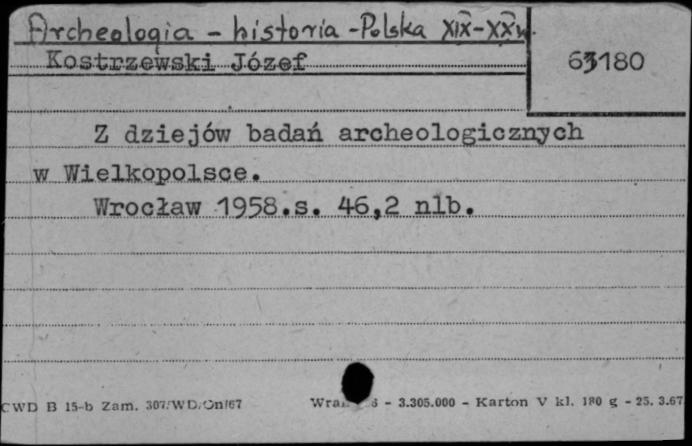 Archeologia - historia - Polska XIX-XX w.
Kostrzewski Józef
63180
Z dziejów badań archeologicznych
w Wielkopolsce.
Wrocław 1958.s. 46,2 nlb.
CWD B 15-b Zam. 307/WD/On/67 - 3.305.000 - Karton V kl. 180 g - 25. 3.67